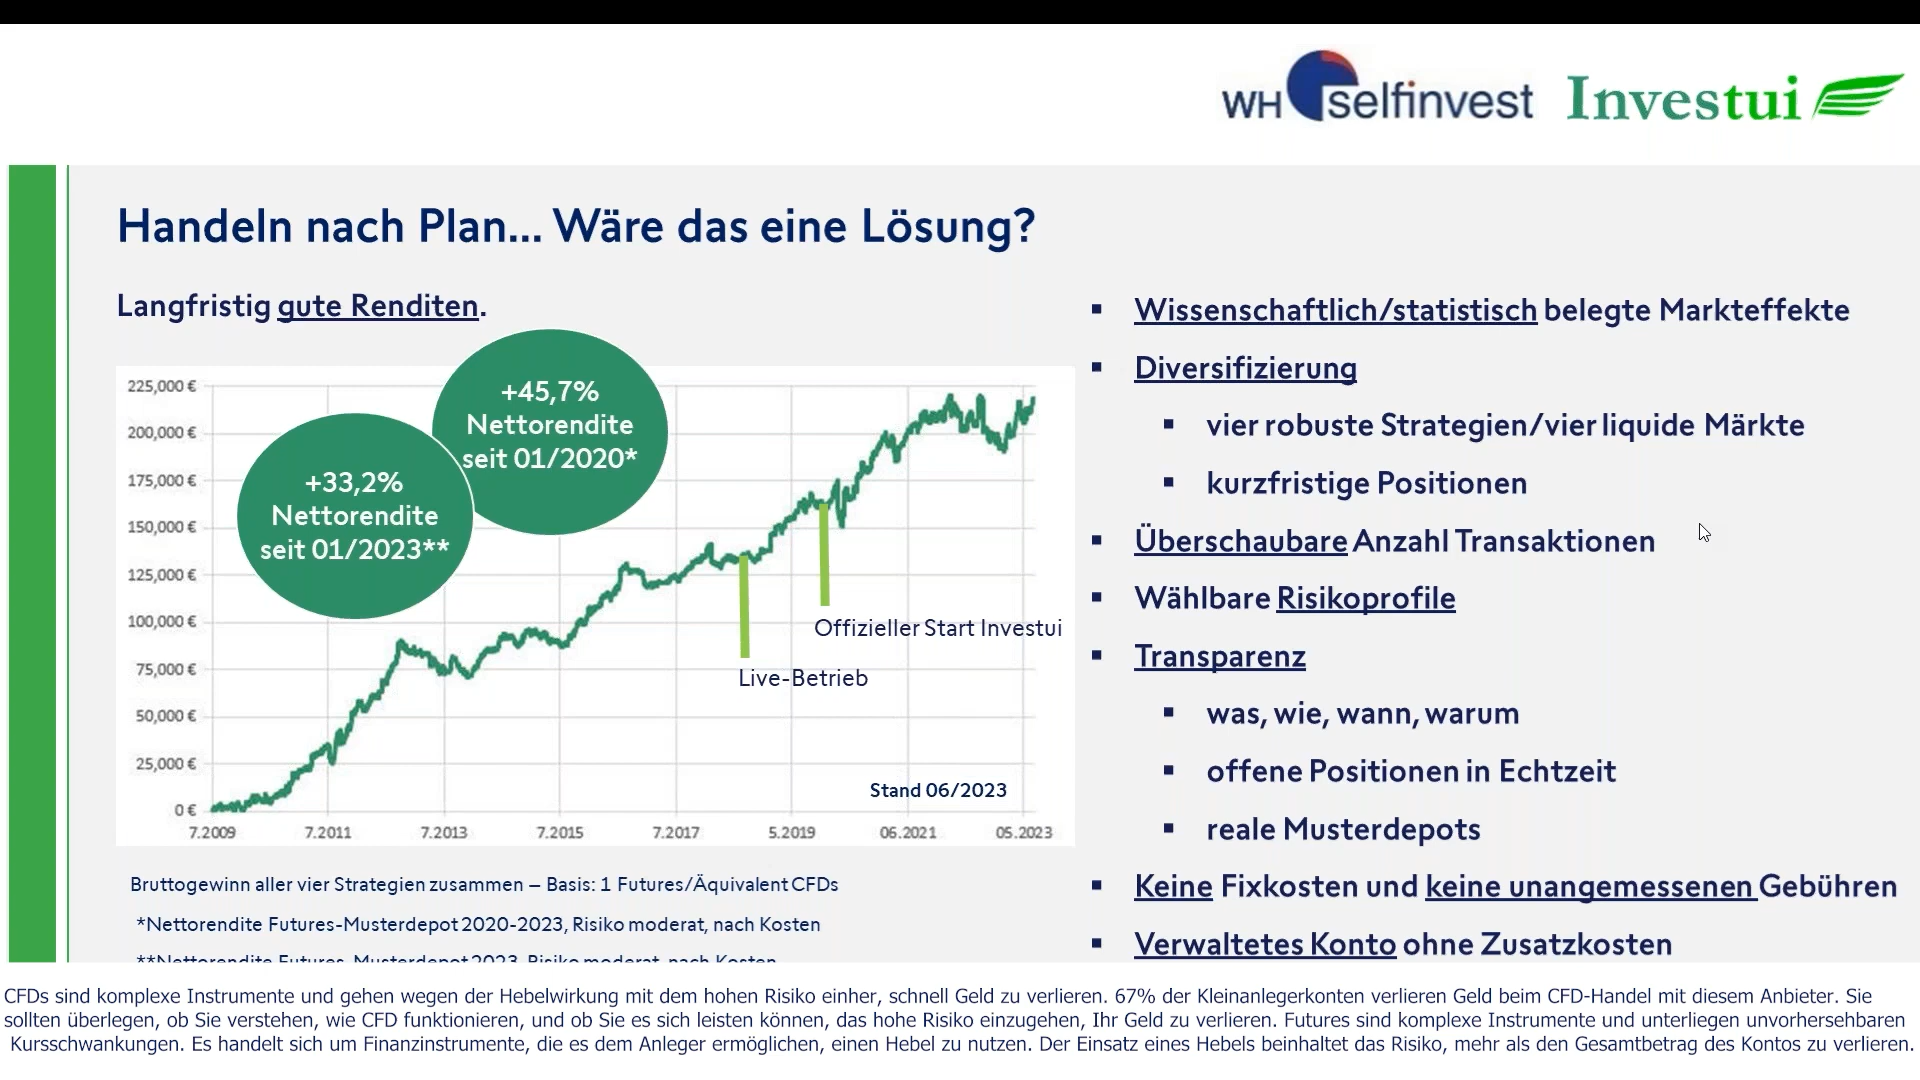 WH selfinvest Investui
Handeln nach Plan... Wäre das eine Lösung?
Langfristig gute Renditen.
+45,7%
Nettorendite
seit 01/2020*
+33,2%
Nettorendite
seit 01/2023**
225,000 €
200,000 €
175,000 €
150,000 €
125,000 €
100,000 €
75,000 €
50,000 €
25,000 €
0 €
7.2009 7.2011 7.2013 7.2015 7.2017 5.2019 06.2021 05.2023
Offizieller Start Investui
Live-Betrieb
Stand 06/2023
Bruttogewinn aller vier Strategien zusammen – Basis: 1 Futures/Äquivalent CFDs
*Nettorendite Futures-Musterdepot 2020-2023, Risiko moderat, nach Kosten
**Nettorendite Futures-Musterdepot 2023, Risiko moderat, nach Kosten
▪ Wissenschaftlich/statistisch belegte Markteffekte
▪ Diversifizierung
▪ vier robuste Strategien/vier liquide Märkte
▪ kurzfristige Positionen
▪ Überschaubare Anzahl Transaktionen
▪ Wählbare Risikoprofile
▪ Transparenz
▪ was, wie, wann, warum
▪ offene Positionen in Echtzeit
▪ reale Musterdepots
▪ Keine Fixkosten und keine unangemessenen Gebühren
▪ Verwaltetes Konto ohne Zusatzkosten
CFDs sind komplexe Instrumente und gehen wegen der Hebelwirkung mit dem hohen Risiko einher, schnell Geld zu verlieren. 67% der Kleinanlegerkonten verlieren Geld beim CFD-Handel mit diesem Anbieter. Sie
sollten überlegen, ob Sie verstehen, wie CFD funktionieren, und ob Sie es sich leisten können, das hohe Risiko einzugehen, Ihr Geld zu verlieren. Futures sind komplexe Instrumente und unterliegen unvorhersehbaren
Kursschwankungen. Es handelt sich um Finanzinstrumente, die es dem Anleger ermöglichen, einen Hebel zu nutzen. Der Einsatz eines Hebels beinhaltet das Risiko, mehr als den Gesamtbetrag des Kontos zu verlieren.